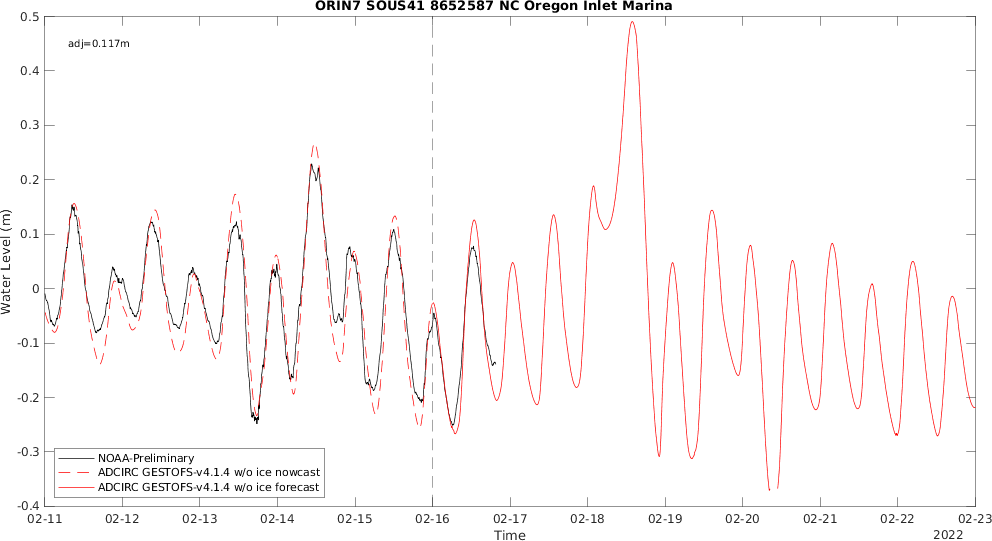 ORIN7 SOUS41 8652587 NC Oregon Inlet Marina
adj=0.117m
0.5
0.4
0.3
0.2
0.1
0
-0.1
-0.2
-0.3
-0.4
Water Level (m)
NOAA-Preliminary
ADCIRC GESTOFS-v4.1.4 w/o ice nowcast
ADCIRC GESTOFS-v4.1.4 w/o ice forecast
02-11 02-12 02-13 02-14 02-15 02-16 02-17 02-18 02-19 02-20 02-21 02-22 02-23
Time
2022